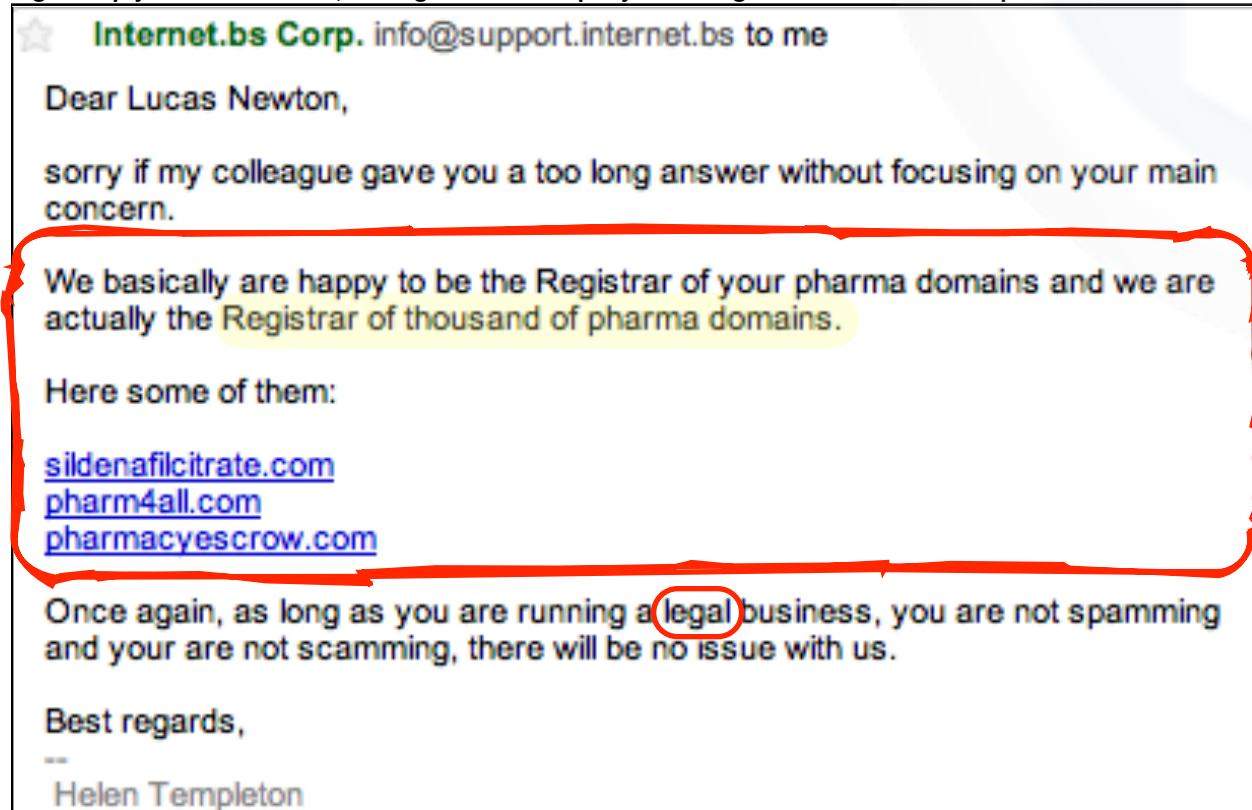 Internet.bs Corp. info@support.internet.bs to me
Dear Lucas Newton,
sorry if my colleague gave you a too long answer without focusing on your main
concern.
We basically are happy to be the Registrar of your pharma domains and we are
actually the Registrar of thousand of pharma domains.
Here some of them:
sildenafilcitrate.com
pharm4all.com
pharmacyescrow.com
Once again, as long as you are running a legal business, you are not spamming
and your are not scamming, there will be no issue with us.
Best regards,
--
Helen Templeton